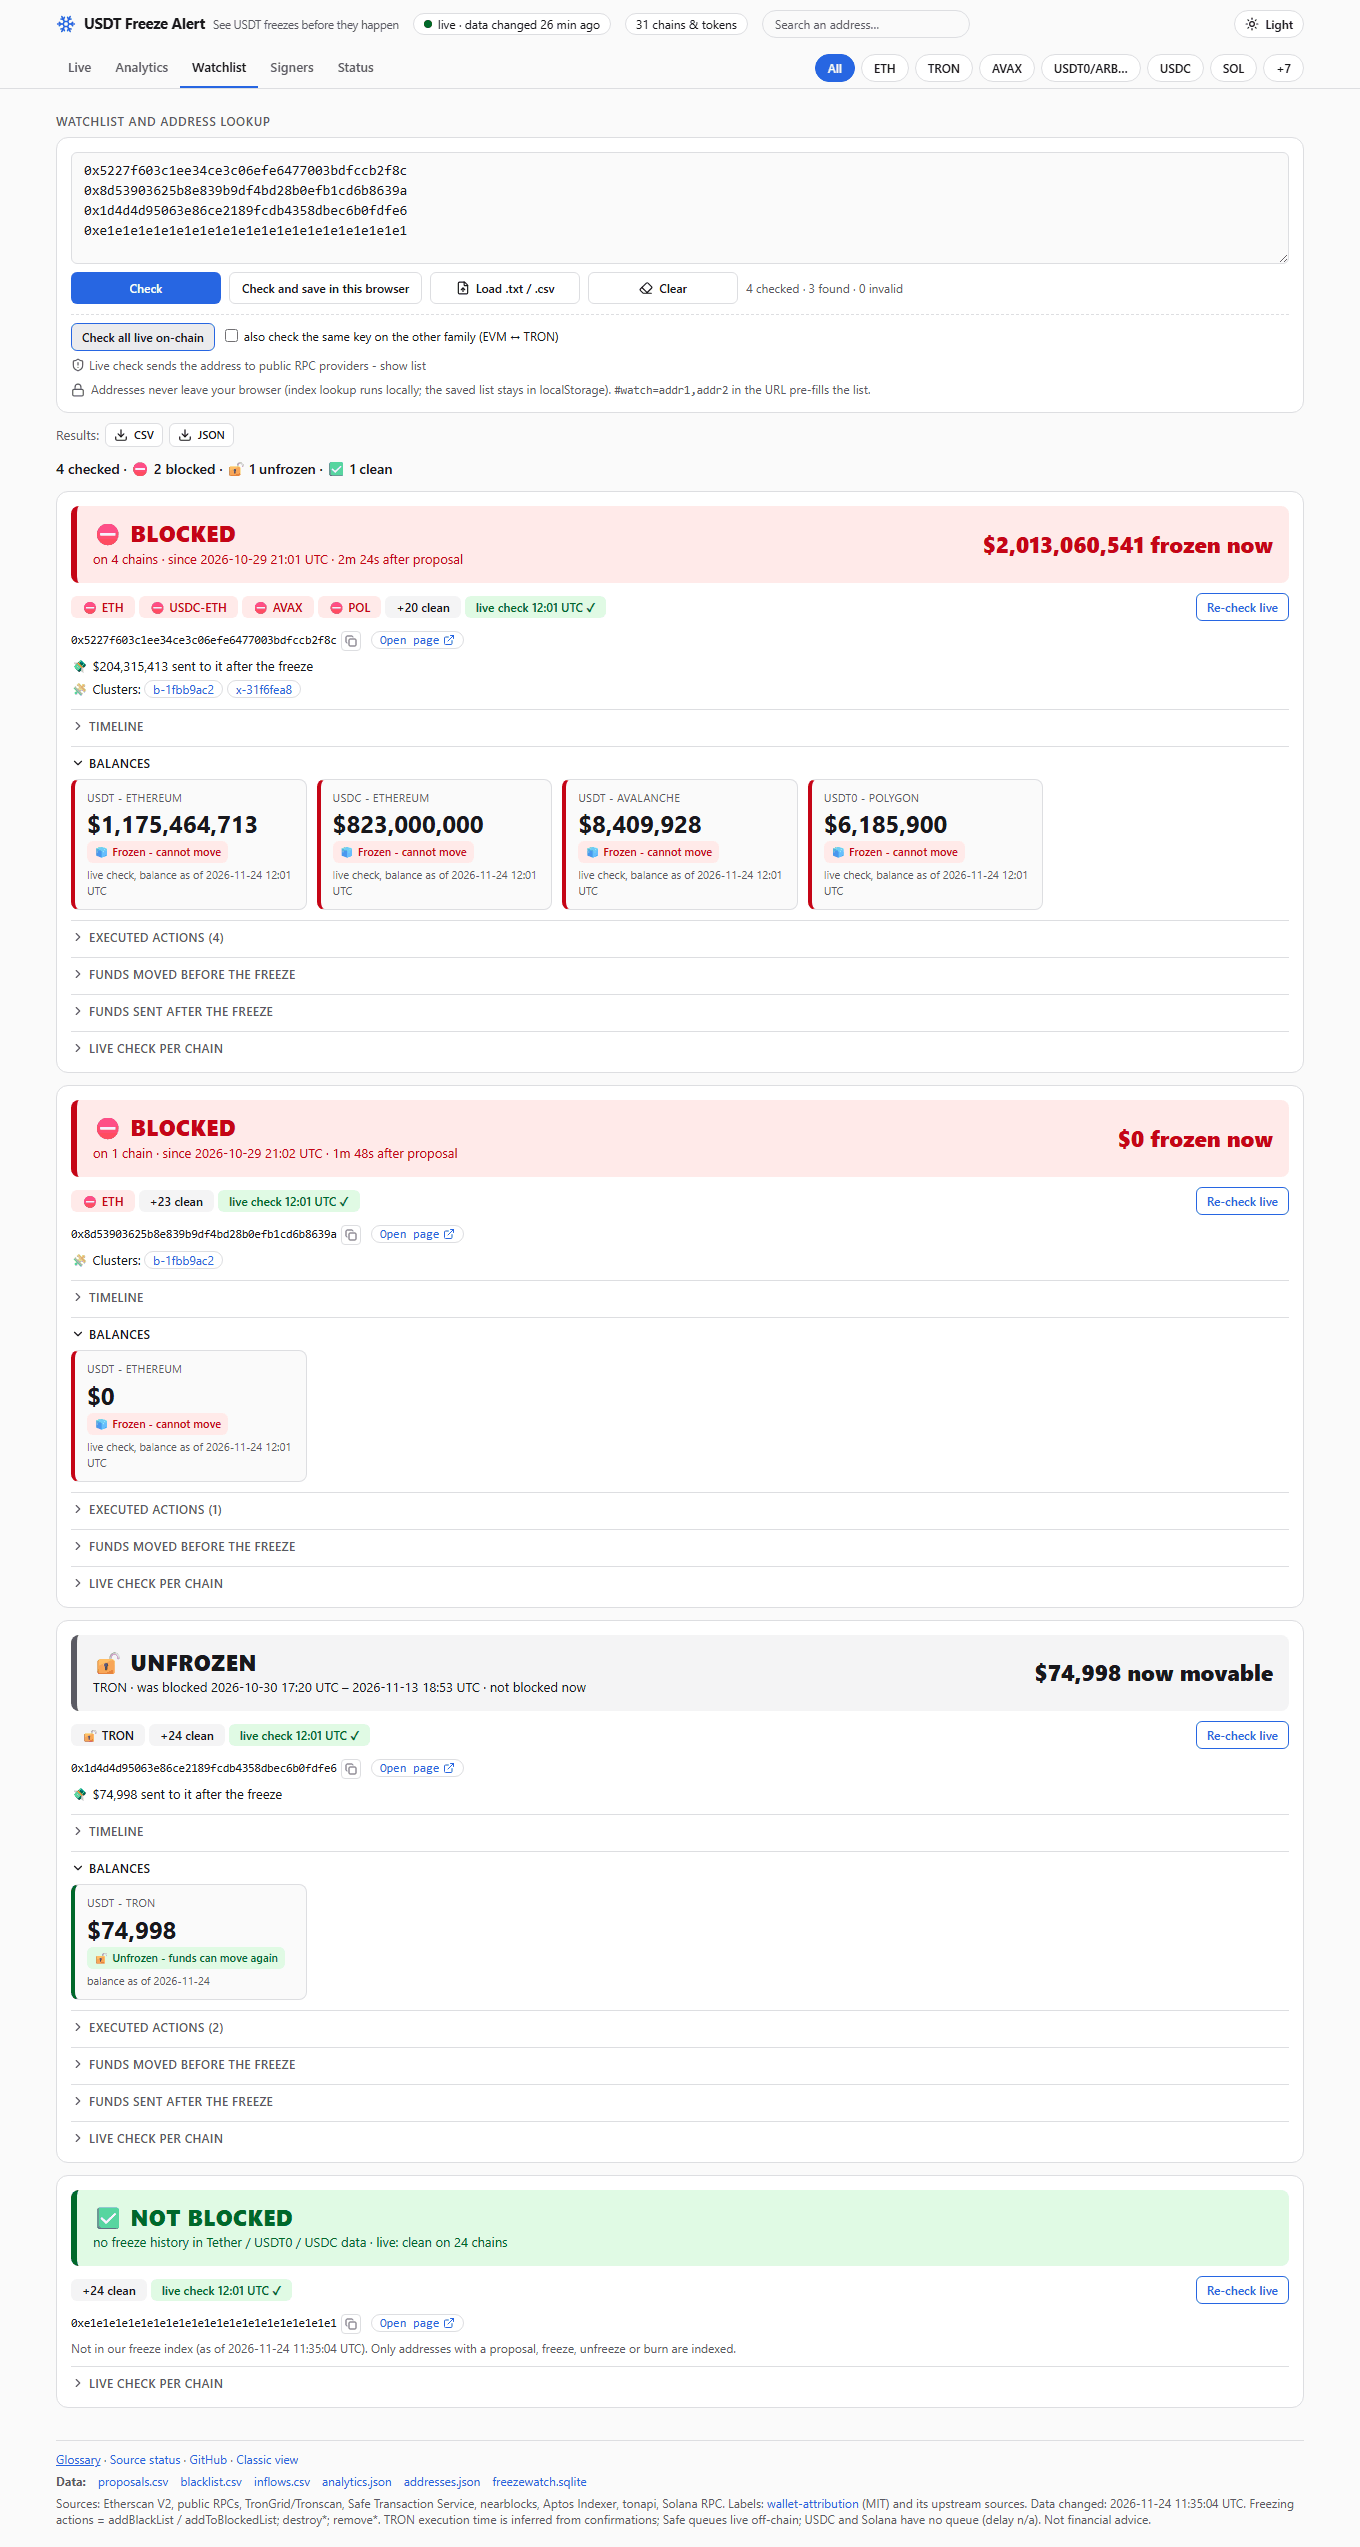 USDT Freeze Alert See USDT freezes before they happen live · data changed 26 min ago 31 chains & tokens Search an address... Light
Live Analytics Watchlist Signers Status All ETH TRON AVAX USDT0/ARB... USDC SOL +7
WATCHLIST AND ADDRESS LOOKUP
0x5227f603c1ee34ce3c06efe6477003bdfccb2f8c
0x8d53903625b8e839b9df4bd28b0efb1cd6b8639a
0x1d4d4d95063e86ce2189fcdb4358dbec6b0fdfe6
0xe1e1e1e1e1e1e1e1e1e1e1e1e1e1e1e1e1e1e1e1
Check Check and save in this browser Load .txt / .csv Clear 4 checked · 3 found · 0 invalid
Check all live on-chain also check the same key on the other family (EVM ↔ TRON)
Live check sends the address to public RPC providers - show list
Addresses never leave your browser (index lookup runs locally; the saved list stays in localStorage). #watch=addr1,addr2 in the URL pre-fills the list.
Results: CSV JSON
4 checked · 2 blocked · 1 unfrozen · 1 clean
BLOCKED
on 4 chains · since 2026-10-29 21:01 UTC · 2m 24s after proposal
$2,013,060,541 frozen now
ETH USDC-ETH AVAX POL +20 clean live check 12:01 UTC ✓ Re-check live
0x5227f603c1ee34ce3c06efe6477003bdfccb2f8c Open page
$204,315,413 sent to it after the freeze
Clusters: b-1fbb9ac2 x-31f6fea8
TIMELINE
BALANCES
USDT - ETHEREUM
$1,175,464,713
Frozen - cannot move
live check, balance as of 2026-11-24 12:01
UTC
USDC - ETHEREUM
$823,000,000
Frozen - cannot move
live check, balance as of 2026-11-24 12:01
UTC
USDT - AVALANCHE
$8,409,928
Frozen - cannot move
live check, balance as of 2026-11-24 12:01
UTC
USDT0 - POLYGON
$6,185,900
Frozen - cannot move
live check, balance as of 2026-11-24 12:01
UTC
EXECUTED ACTIONS (4)
FUNDS MOVED BEFORE THE FREEZE
FUNDS SENT AFTER THE FREEZE
LIVE CHECK PER CHAIN
BLOCKED
on 1 chain · since 2026-10-29 21:02 UTC · 1m 48s after proposal
$0 frozen now
ETH +23 clean live check 12:01 UTC ✓ Re-check live
0x8d53903625b8e839b9df4bd28b0efb1cd6b8639a Open page
Clusters: b-1fbb9ac2
TIMELINE
BALANCES
USDT - ETHEREUM
$0
Frozen - cannot move
live check, balance as of 2026-11-24 12:01
UTC
EXECUTED ACTIONS (1)
FUNDS MOVED BEFORE THE FREEZE
LIVE CHECK PER CHAIN
UNFROZEN
TRON · was blocked 2026-10-30 17:20 UTC – 2026-11-13 18:53 UTC · not blocked now
$74,998 now movable
TRON +24 clean live check 12:01 UTC ✓ Re-check live
0x1d4d4d95063e86ce2189fcdb4358dbec6b0fdfe6 Open page
$74,998 sent to it after the freeze
TIMELINE
BALANCES
USDT - TRON
$74,998
Unfrozen - funds can move again
balance as of 2026-11-24
EXECUTED ACTIONS (2)
FUNDS MOVED BEFORE THE FREEZE
FUNDS SENT AFTER THE FREEZE
LIVE CHECK PER CHAIN
NOT BLOCKED
no freeze history in Tether / USDT0 / USDC data · live: clean on 24 chains
+24 clean live check 12:01 UTC ✓ Re-check live
0xe1e1e1e1e1e1e1e1e1e1e1e1e1e1e1e1e1e1e1e1 Open page
Not in our freeze index (as of 2026-11-24 11:35:04 UTC). Only addresses with a proposal, freeze, unfreeze or burn are indexed.
LIVE CHECK PER CHAIN
Glossary · Source status · GitHub · Classic view
Data: proposals.csv blacklist.csv inflows.csv analytics.json addresses.json freezewatch.sqlite
Sources: Etherscan V2, public RPCs, TronGrid/Tronscan, Safe Transaction Service, nearblocks, Aptos Indexer, tonapi, Solana RPC. Labels: wallet-attribution (MIT) and its upstream sources. Data changed: 2026-11-24 11:35:04 UTC. Freezing
actions = addBlackList / addToBlockedList; destroy*; remove*. TRON execution time is inferred from confirmations; Safe queues live off-chain; USDC and Solana have no queue (delay n/a). Not financial advice.